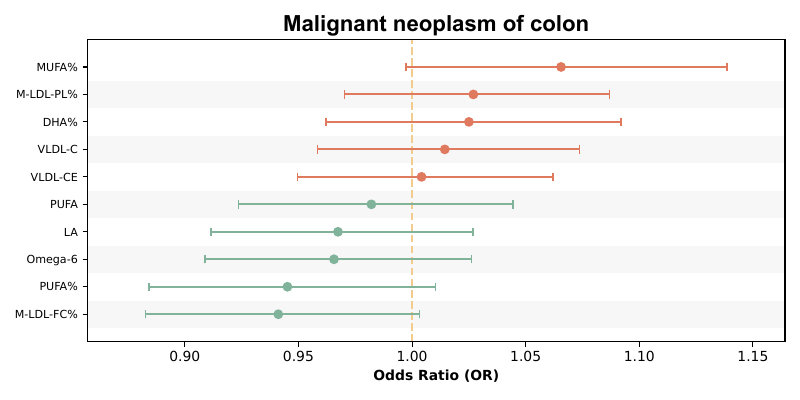 Malignant neoplasm of colon
MUFA%
M-LDL-PL%
DHA%
VLDL-C
VLDL-CE
PUFA
LA
Omega-6
PUFA%
M-LDL-FC%
0.90 0.95 1.00 1.05 1.10 1.15
Odds Ratio (OR)